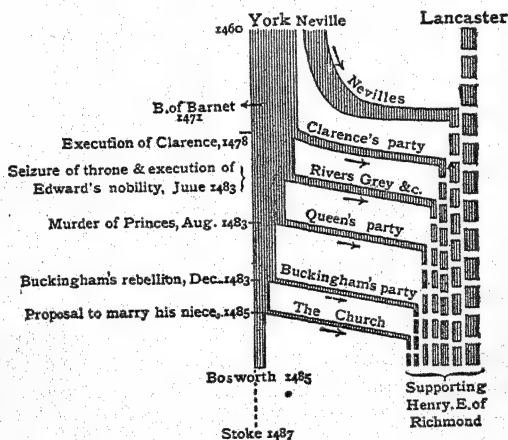 York Neville
Lancaster
1460
Nevilles
B. of Barnet
1471
Clarence's party
Execution of Clarence, 1478
Rivers Grey &c.
Seizure of throne & execution of
Edward's nobility, June 1483
Queen's party
Murder of Princes, Aug. 1483
Buckingham's party
Buckingham's rebellion, Dec. 1483
The Church
Proposal to marry his niece, 1485
Bosworth 1485
Supporting
Henry. E. of
Richmond
Stoke 1487